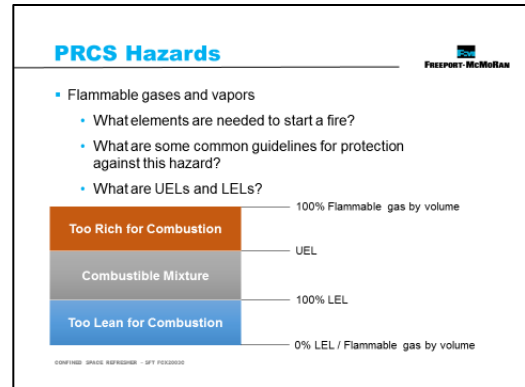 PRCS Hazards
FREEPORT-MCMORAN
Flammable gases and vapors
What elements are needed to start a fire?
What are some common guidelines for protection
against this hazard?
What are UELs and LELs?
100% Flammable gas by volume
Too Rich for Combustion
UEL
Combustible Mixture
100% LEL
Too Lean for Combustion
0% LEL / Flammable gas by volume
CONFINED SPACE REFRESHER - SFT FCX2003C